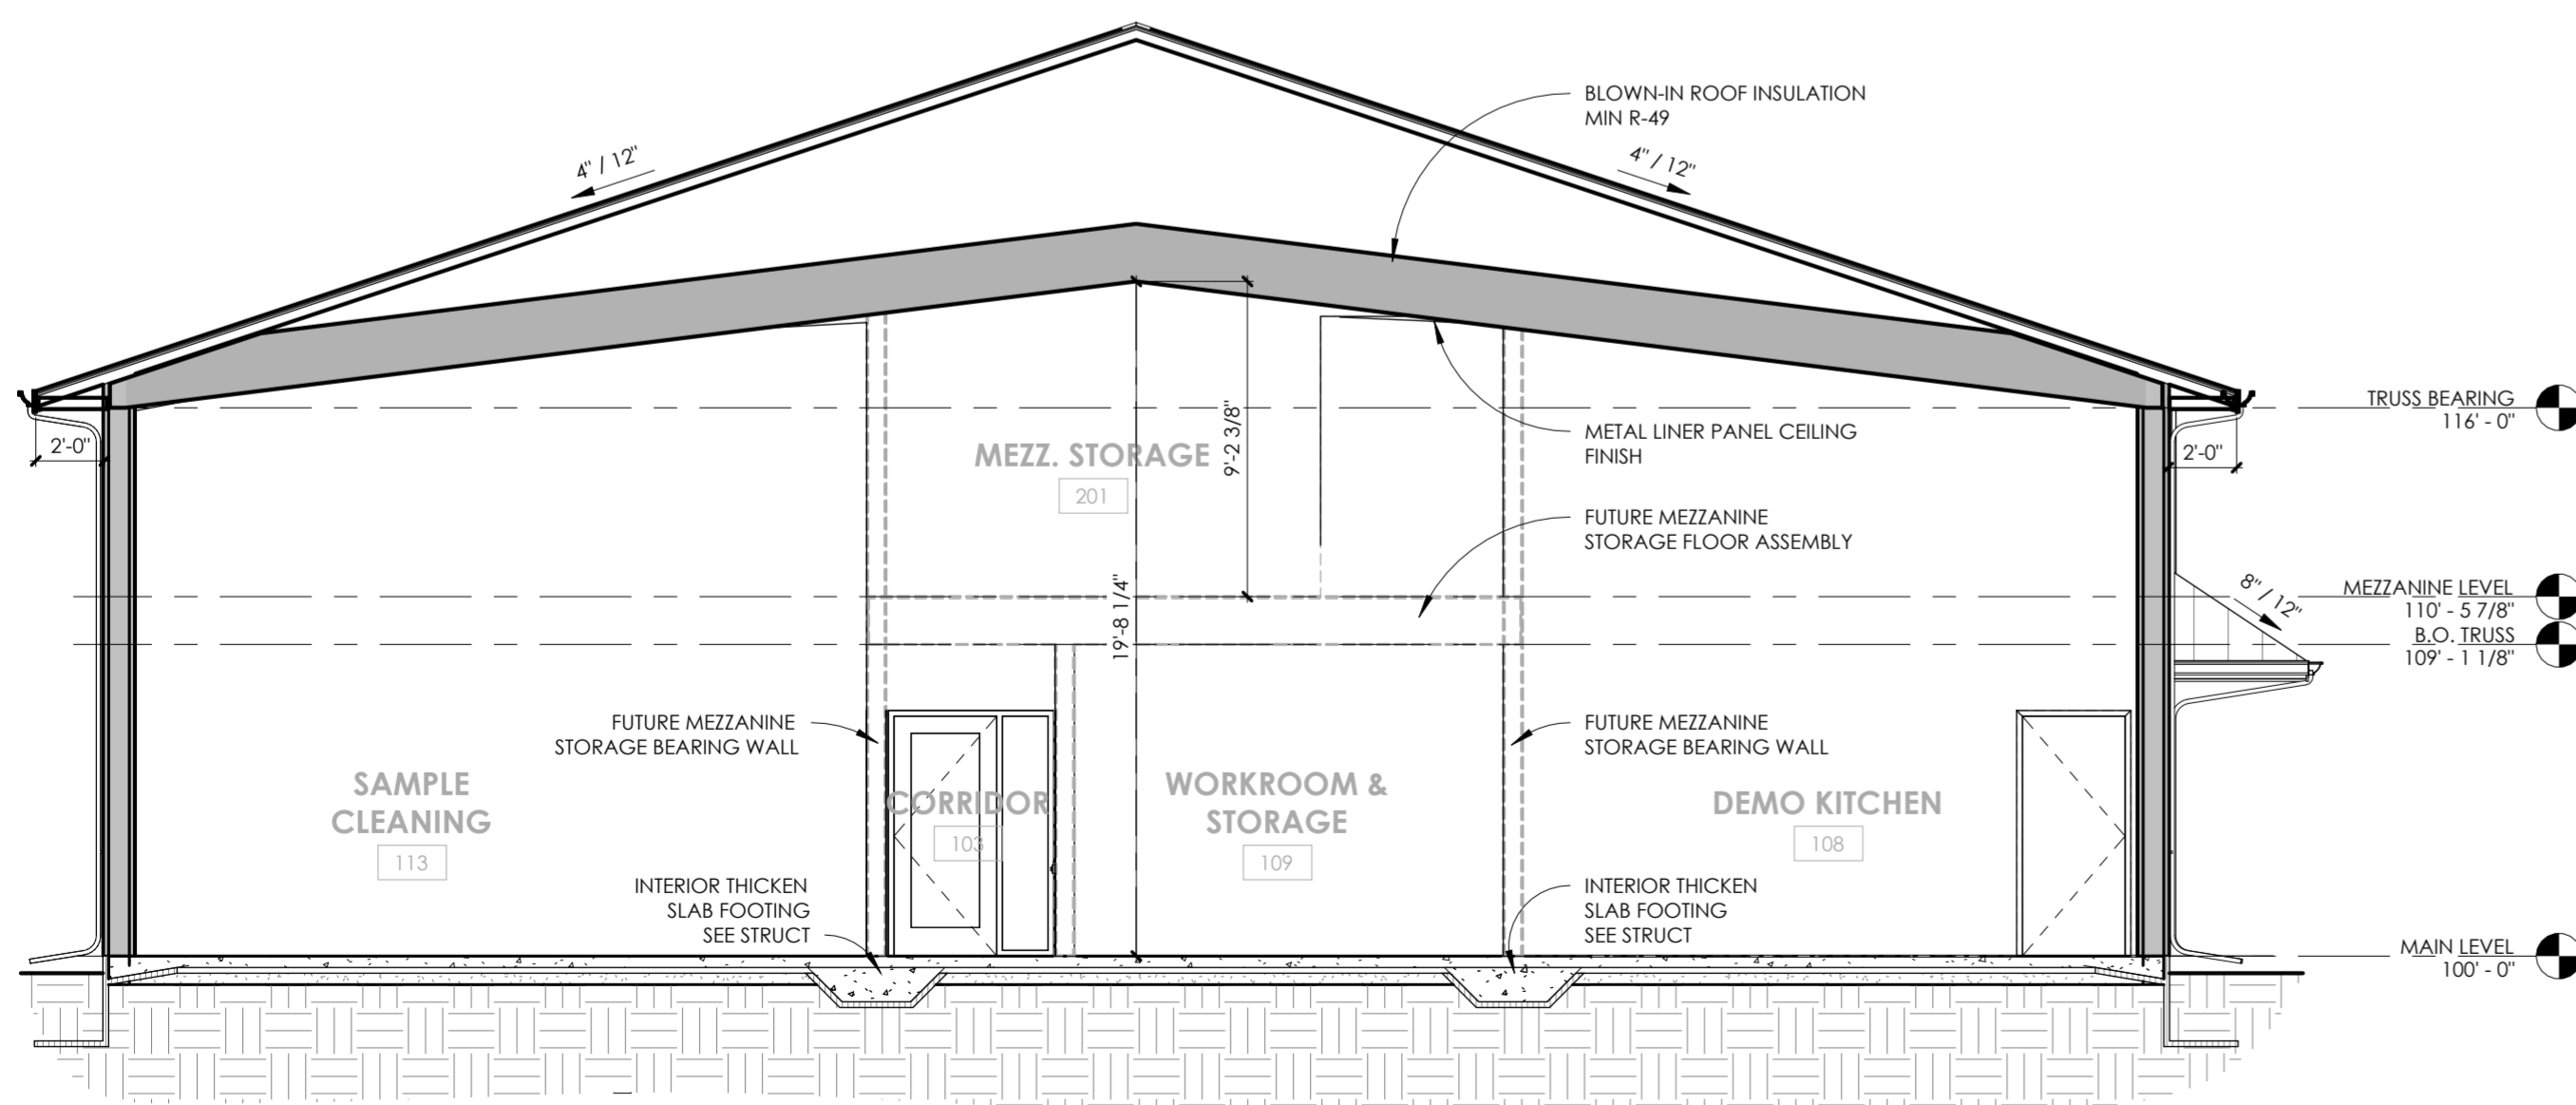 BLOWN-IN ROOF INSULATION
MIN R-49
4" / 12"
4" / 12"
TRUSS BEARING
116' - 0"
2'-0"
2'-0"
METAL LINER PANEL CEILING
FINISH
9'-2 3/8"
MEZZ. STORAGE
201
FUTURE MEZZANINE
STORAGE FLOOR ASSEMBLY
19'-8 1/4"
8" / 12"
MEZZANINE LEVEL
110' - 5 7/8"
B.O. TRUSS
109' - 1 1/8"
FUTURE MEZZANINE
STORAGE BEARING WALL
FUTURE MEZZANINE
STORAGE BEARING WALL
SAMPLE
CLEANING
113
CORRIDOR
103
WORKROOM &
STORAGE
109
DEMO KITCHEN
108
INTERIOR THICKEN
SLAB FOOTING
SEE STRUCT
INTERIOR THICKEN
SLAB FOOTING
SEE STRUCT
MAIN LEVEL
100' - 0"